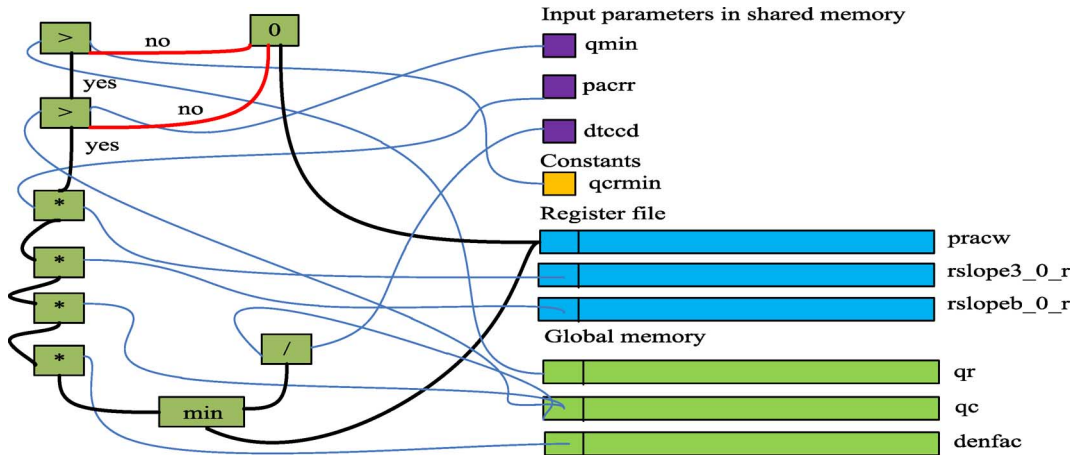 Input parameters in shared memory
>
no
0
qmin
yes
pacrr
>
no
dtccd
yes
Constants
qcrmin
*
Register file
pracw
*
rslope3_0_r
*
rslopeb_0_r
Global memory
*
/
qr
min
qc
denfac